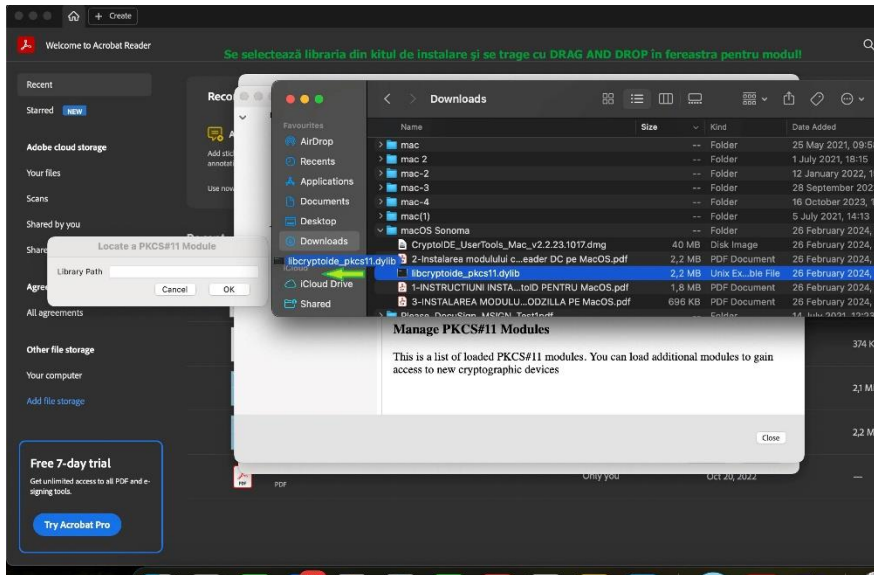 + Create
Welcome to Acrobat Reader
Se selectează libraria din kitul de instalare și se trage cu DRAG AND DROP în fereastra pentru modul!
Recent
Starred NEW
Adobe cloud storage
Your files
Scans
Shared by you
All agreements
Other file storage
Your computer
Add file storage
Free 7-day trial
Get unlimited access to all PDF and e-
signing tools.
Try Acrobat Pro
Add
Use now
Locate a PKCS#11 Module
Library Path
Cancel OK
Favourites
AirDrop
Recents
Applications
Documents
Desktop
Downloads
libcryptoide_pkcs11.dylib
iCloud
iCloud Drive
Shared
Downloads
Name Size Kind Date Added
mac -- Folder 25 May 2021,
mac 2 -- Folder 1 July 2021, 18:15
mac-2 -- Folder 12 January 2022,
mac-3 -- Folder 28 September
mac-4 -- Folder 16 October 2023,
mac(1) -- Folder 5 July 2021, 14:13
macOS Sonoma -- Folder 26 February 2024,
CryptoIDE_UserTools_Mac_v2.2.23.1017.dmg 40 MB Disk Image 26 February 2024,
2-Instalarea modulului c...eader DC pe MacOS.pdf 2,2 MB PDF Document 26 February 2024,
libcryptoide_pkcs11.dylib 2,2 MB Unix Ex...ble File 26 February 2024,
1-INSTRUCTIUNI INSTA...toID PENTRU MacOS.pdf 1,8 MB PDF Document 26 February 2024,
3-INSTALAREA MODULU...ODZILLA PE MacOS.pdf 696 KB PDF Document 26 February 2024,
Manage PKCS#11 Modules
This is a list of loaded PKCS#11 modules. You can load additional modules to gain
access to new cryptographic devices
Close
374 K
2,1 M
2,2 M
PDF
Only you
Oct 20, 2022